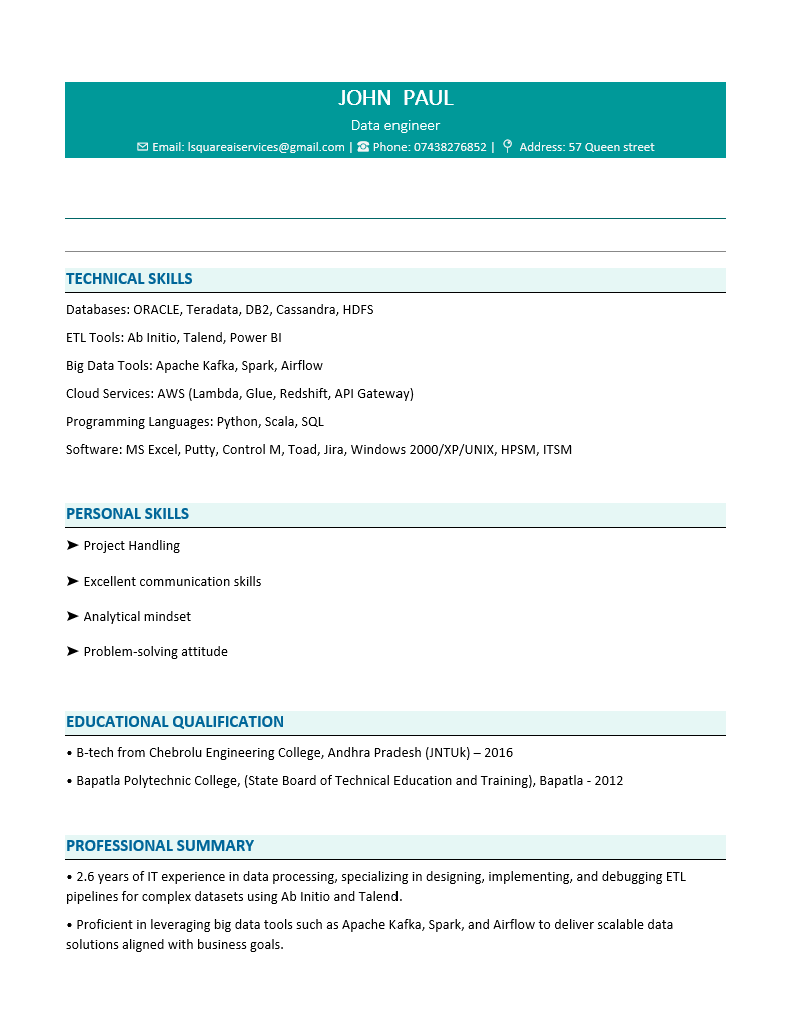 JOHN PAUL
Data engineer
Email: lsquareaiservices@gmail.com | Phone: 07438276852 | Address: 57 Queen street
TECHNICAL SKILLS
Databases: ORACLE, Teradata, DB2, Cassandra, HDFS
ETL Tools: Ab Initio, Talend, Power BI
Big Data Tools: Apache Kafka, Spark, Airflow
Cloud Services: AWS (Lambda, Glue, Redshift, API Gateway)
Programming Languages: Python, Scala, SQL
Software: MS Excel, Putty, Control M, Toad, Jira, Windows 2000/XP/UNIX, HPSM, ITSM
PERSONAL SKILLS
➤ Project Handling
➤ Excellent communication skills
➤ Analytical mindset
➤ Problem-solving attitude
EDUCATIONAL QUALIFICATION
• B-tech from Chebrolu Engineering College, Andhra Pradesh (JNTUk) – 2016
• Bapatla Polytechnic College, (State Board of Technical Education and Training), Bapatla - 2012
PROFESSIONAL SUMMARY
• 2.6 years of IT experience in data processing, specializing in designing, implementing, and debugging ETL
pipelines for complex datasets using Ab Initio and Talend.
• Proficient in leveraging big data tools such as Apache Kafka, Spark, and Airflow to deliver scalable data
solutions aligned with business goals.